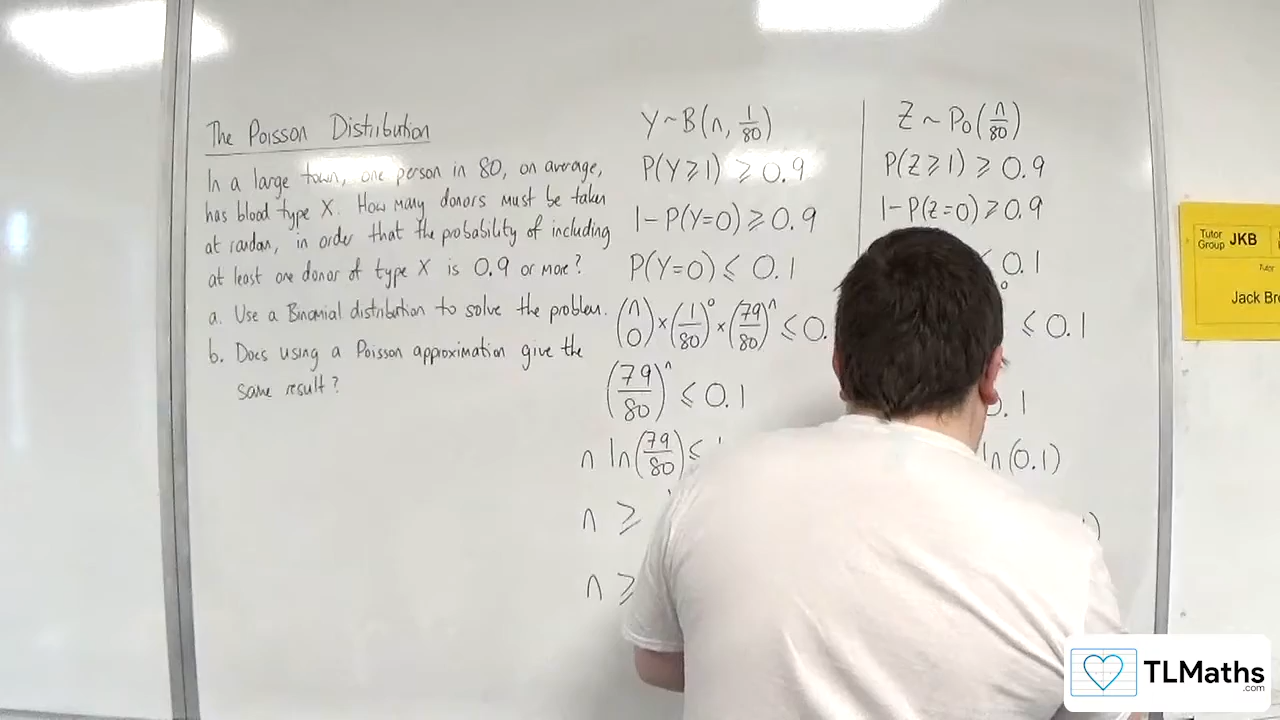 The Poisson Distribution
In a large town, one person in 80, on average,
has blood type X. How many donors must be taken
at random, in order that the probability of including
at least one donor of type X is 0.9 or more?
a. Use a Binomial distribution to solve the problem.
b. Does using a Poisson approximation give the
same result?
Y ~ B(n, 1/80)
P(Y ⩾ 1) ⩾ 0.9
1 - P(Y=0) ⩾ 0.9
P(Y=0) ⩽ 0.1
(n 0) × (1/80)^0 × (79/80)^n ⩽ 0.
(79/80)^n ⩽ 0.1
n ln(79/80) ⩽
n ⩾
n ⩾
Z ~ Po(n/80)
P(Z ⩾ 1) ⩾ 0.9
1 - P(Z=0) ⩾ 0.9
⩽ 0.1
⩽ 0.1
0.1
ln(0.1)
Tutor
Group JKB
Tutor
Jack Br
TLMaths
.com